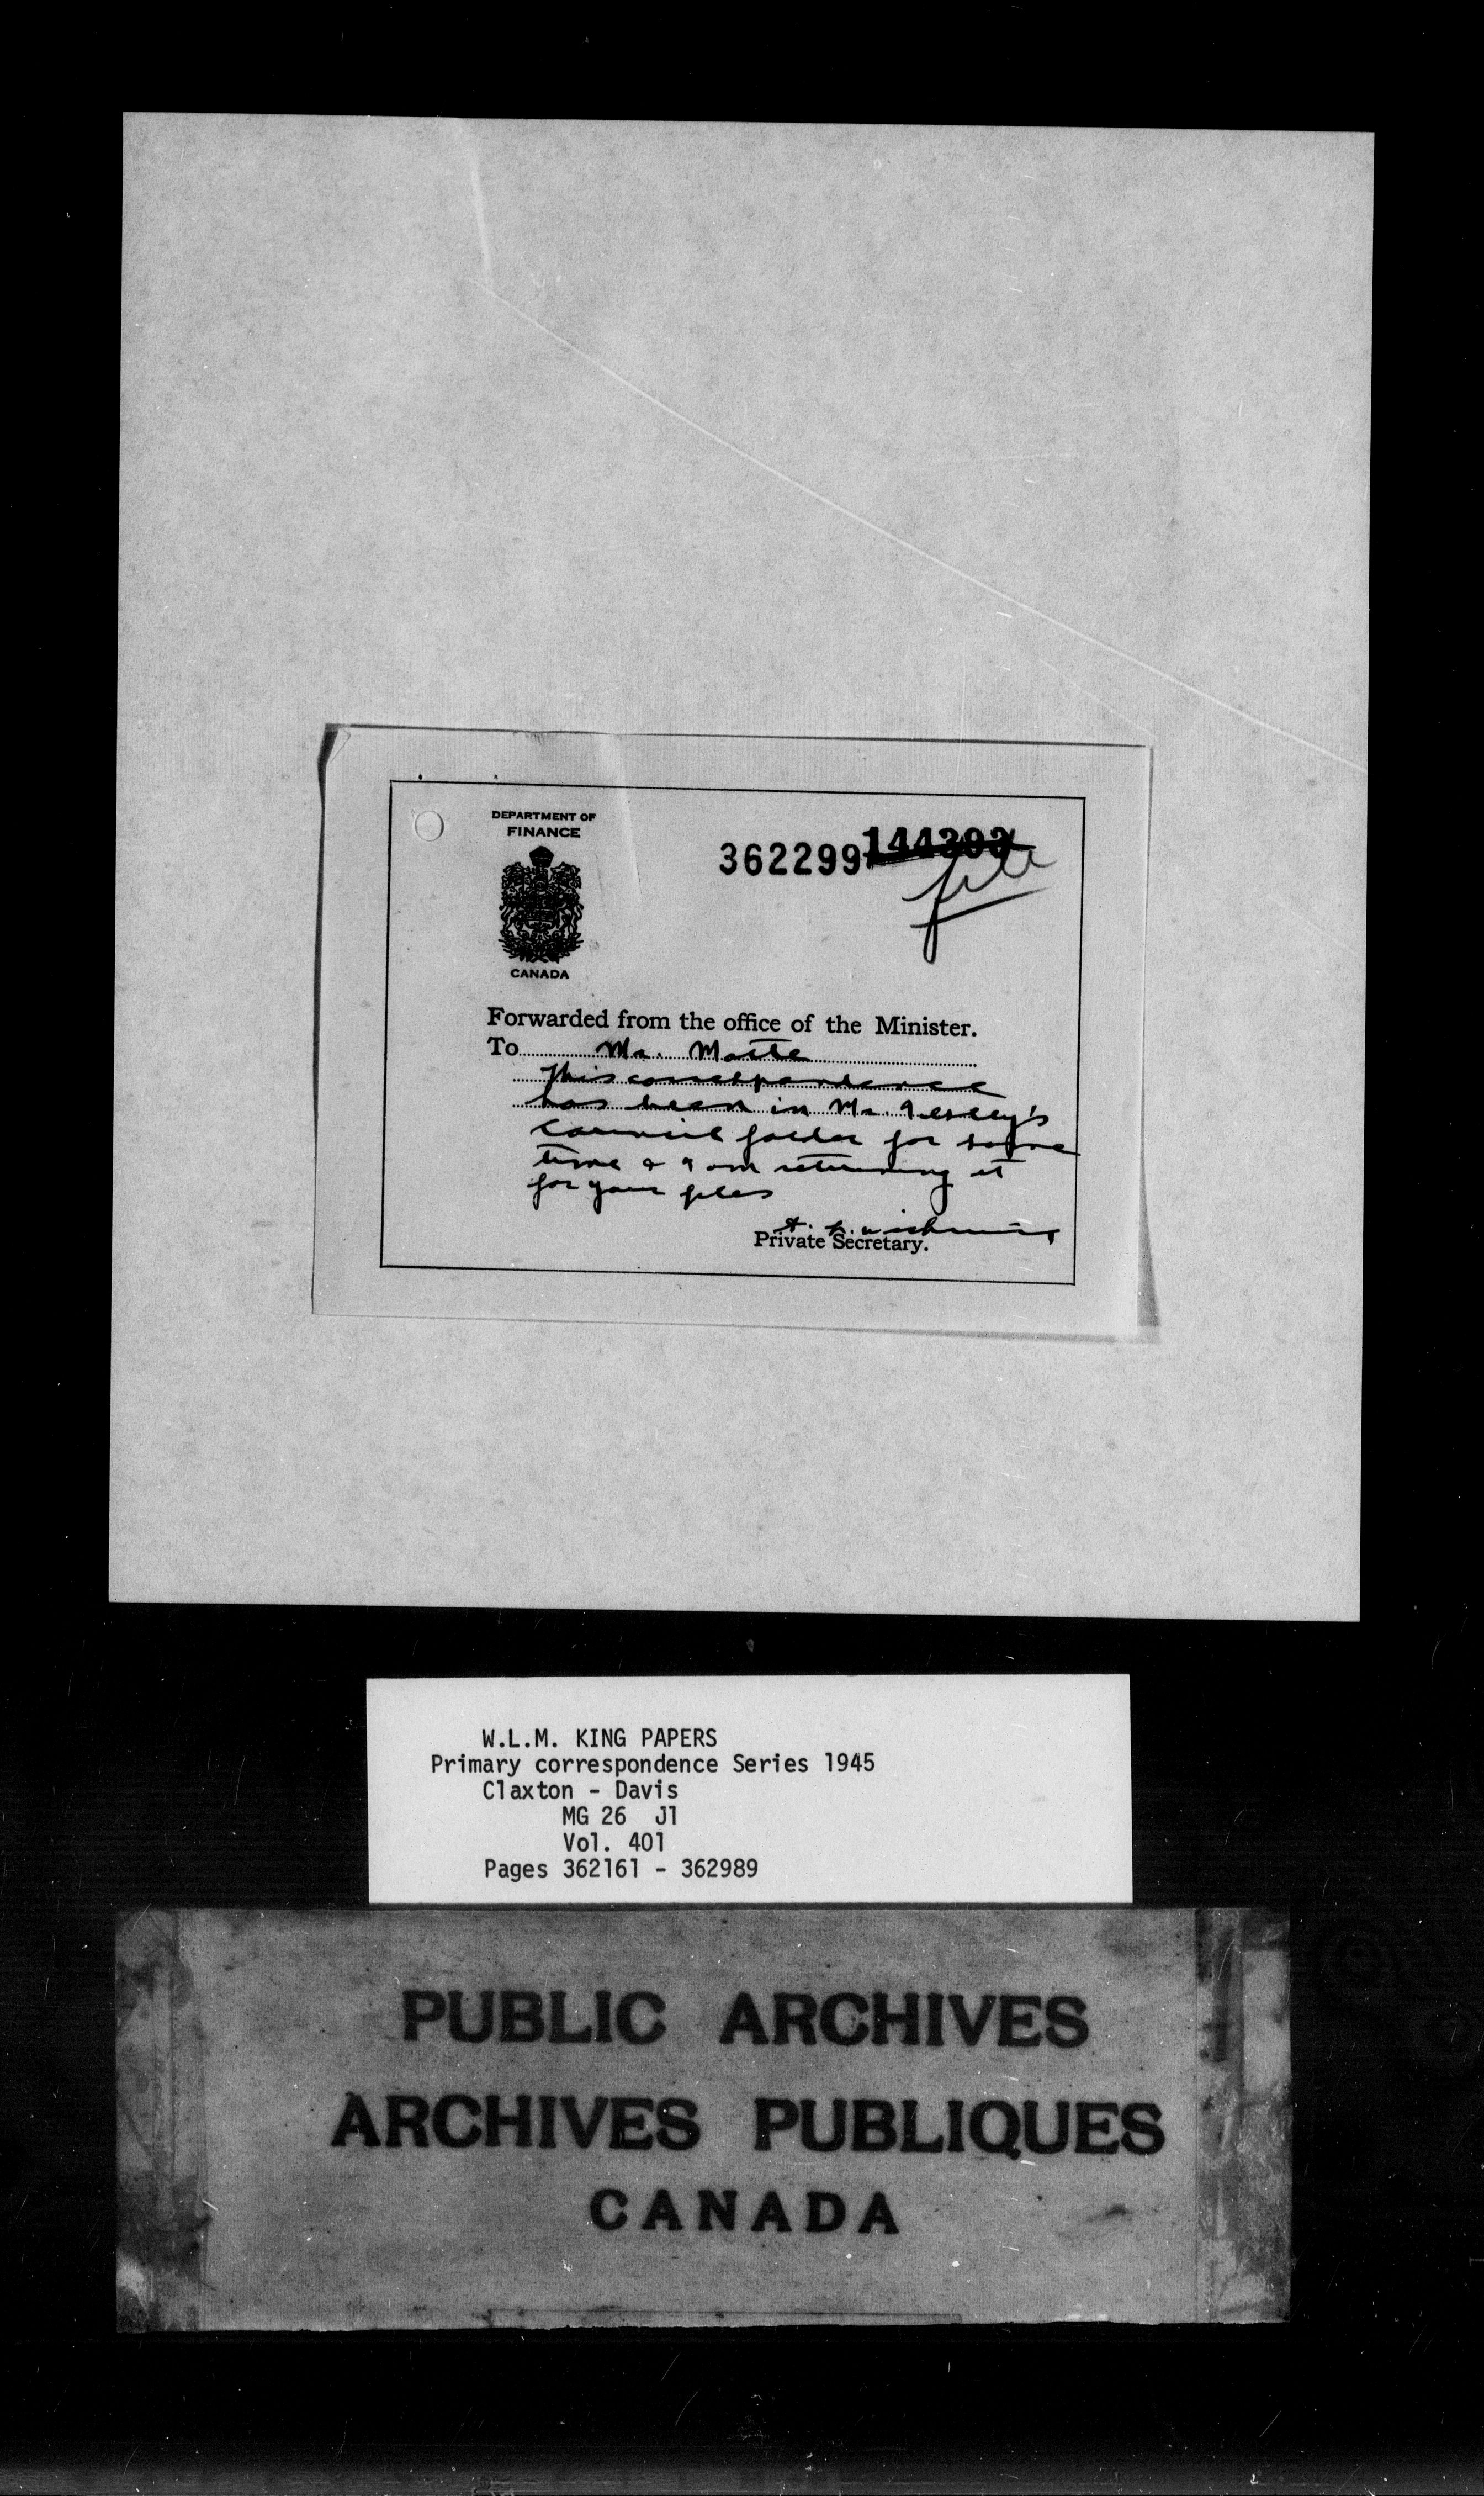 DEPARTMENT OF
FINANCE
CANADA
362299 144303
file
Forwarded from the office of the Minister.
To Mr. Matte
This correspondence
has been in Mr. Ilsley's
council folder for some
time & I am returning it
for your files
Private Secretary.
W.L.M. KING PAPERS
Primary correspondence Series 1945
Claxton - Davis
MG 26 J1
Vol. 401
Pages 362161 - 362989
PUBLIC ARCHIVES
ARCHIVES PUBLIQUES
CANADA